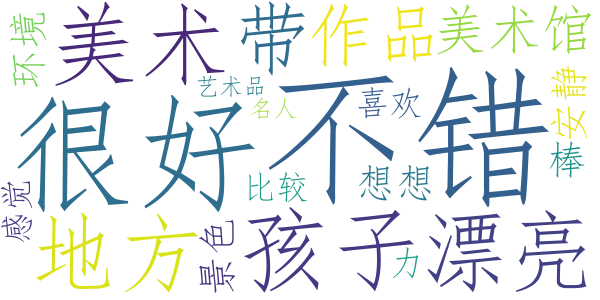 环境
美术
带
作品
美术馆
艺术品
名人
喜欢
安静
很好
不错
棒
比较
想想
感觉
地方
景色
孩子
力
漂亮